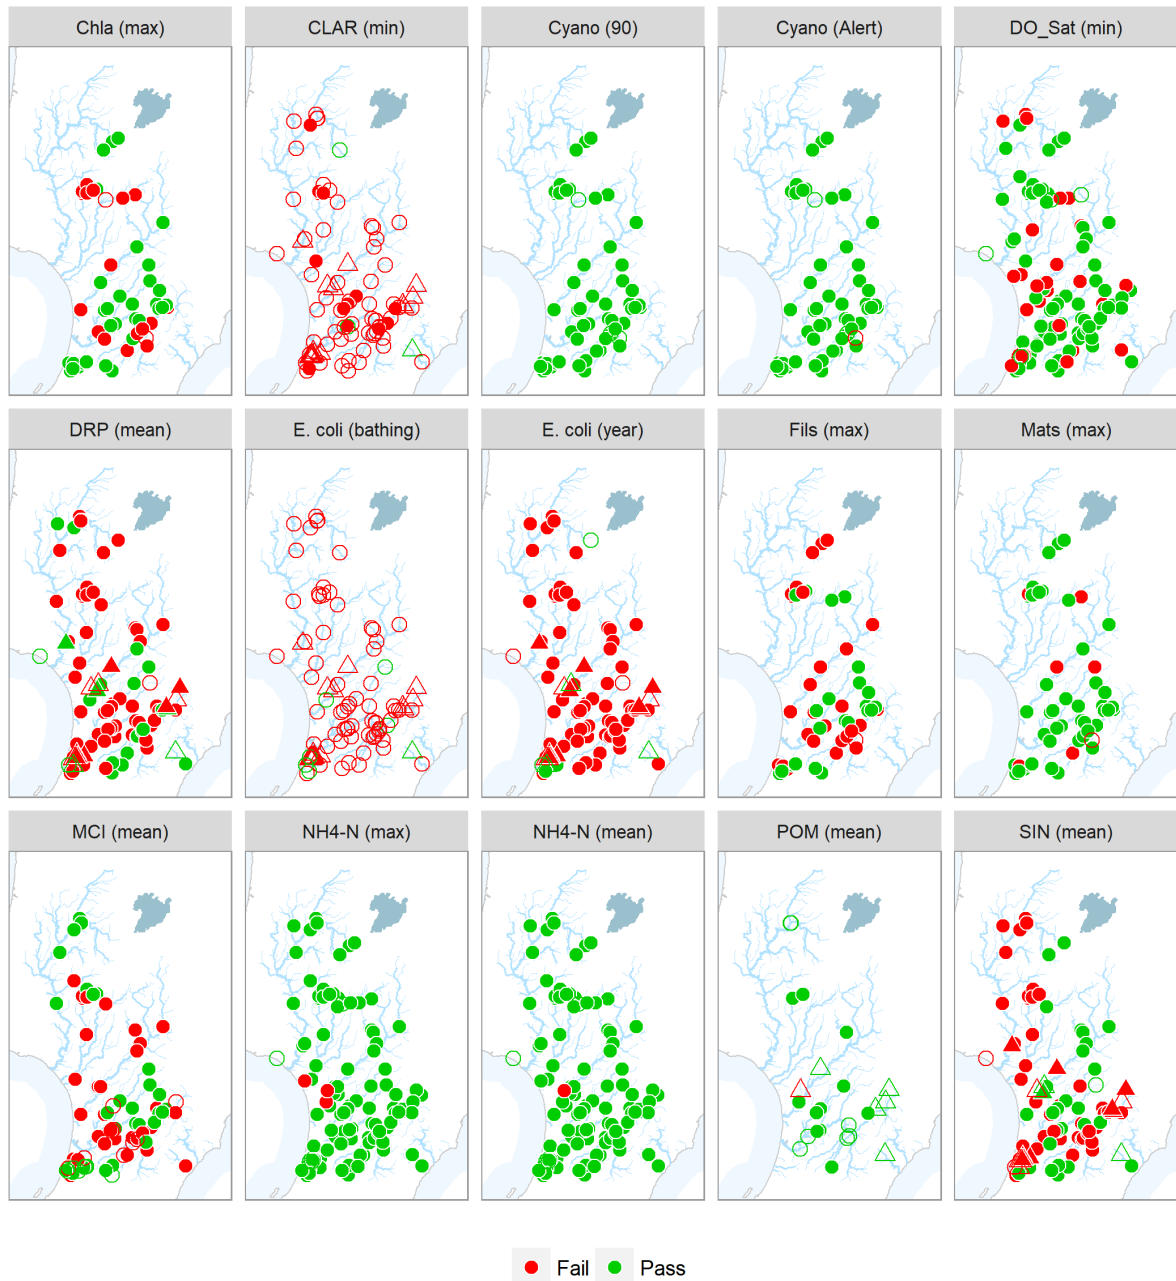 Chla (max)
CLAR (min)
Cyano (90)
Cyano (Alert)
DO_Sat (min)
DRP (mean)
E. coli (bathing)
E. coli (year)
Fils (max)
Mats (max)
MCI (mean)
NH4-N (max)
NH4-N (mean)
POM (mean)
SIN (mean)
Fail
Pass